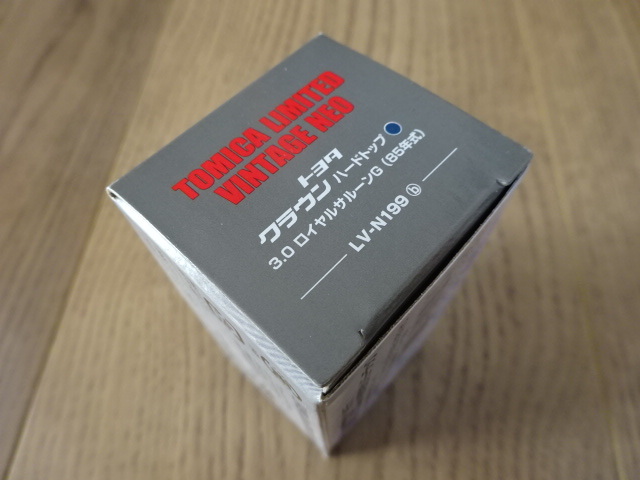 TOMICA LIMITED
VINTAGE NEO
トヨタ
クラウン ハードトップ
3.0 ロイヤルサルーンG (85年式)
LV-N199 ⓑ